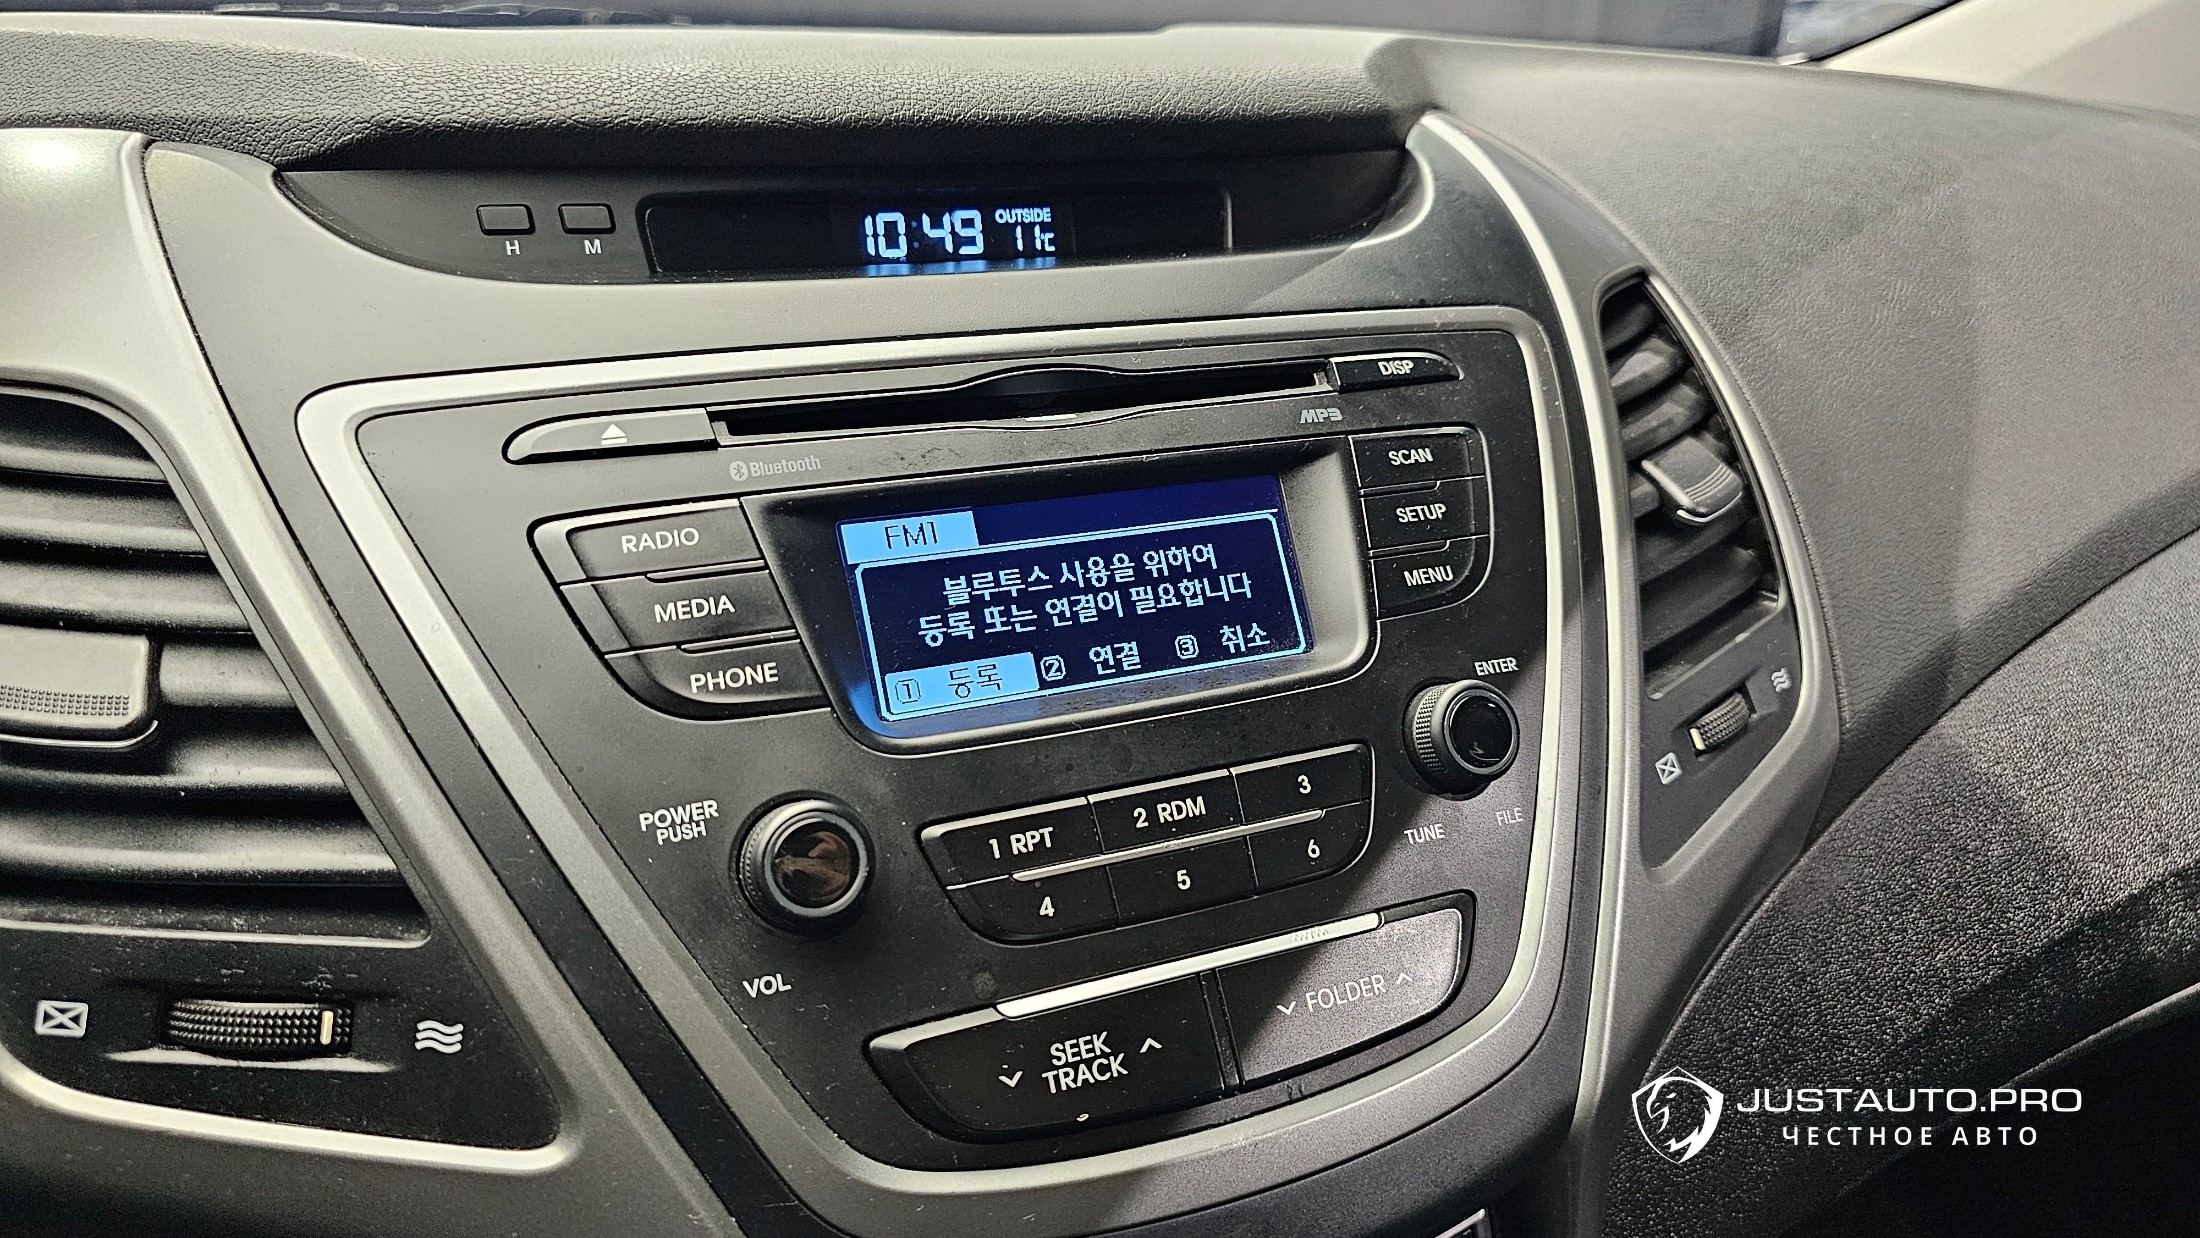 H
M
10:49
OUTSIDE
11℃
DISP
MP3
Bluetooth
SCAN
RADIO
SETUP
MEDIA
MENU
PHONE
FM1
블루투스 사용을 위하여
등록 또는 연결이 필요합니다
1 등록 2 연결 3 취소
ENTER
POWER
PUSH
1 RPT
2 RDM
3
TUNE
FILE
4
5
6
VOL
SEEK
TRACK
FOLDER
JUSTAUTO.PRO
ЧЕСТНОЕ АВТО